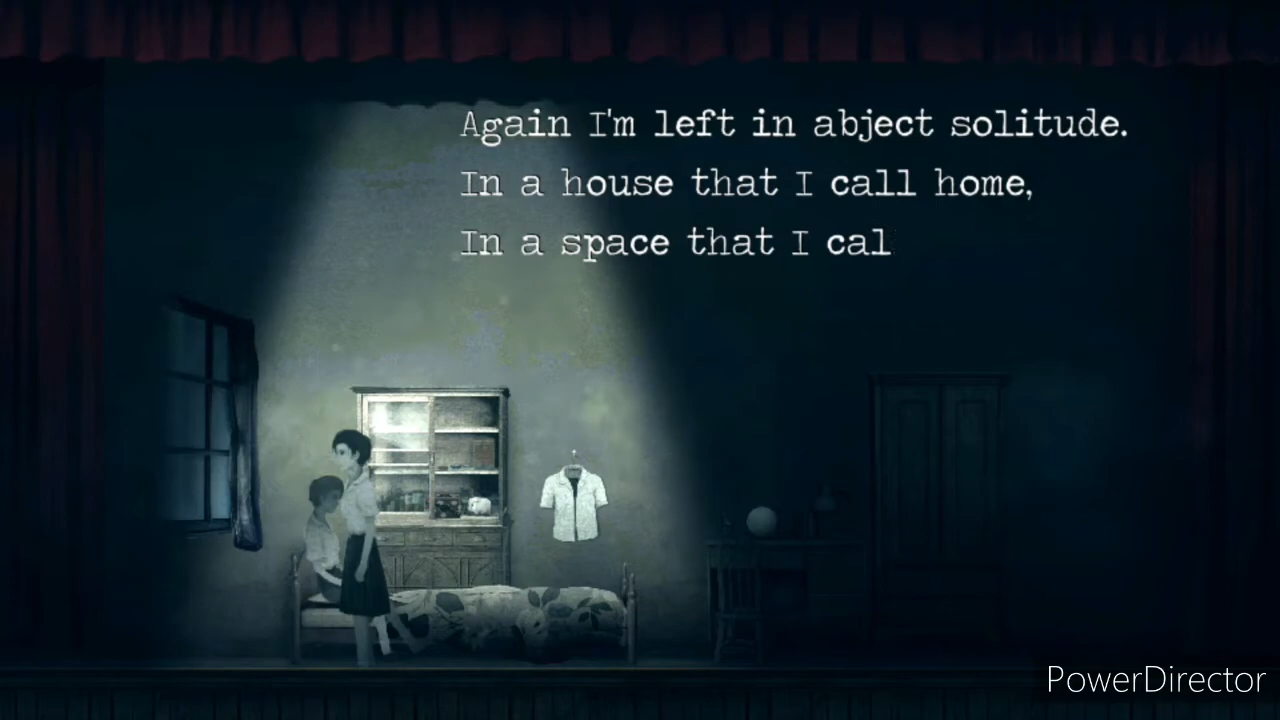 Again I'm left in abject solitude.
In a house that I call home,
In a space that I cal
PowerDirector